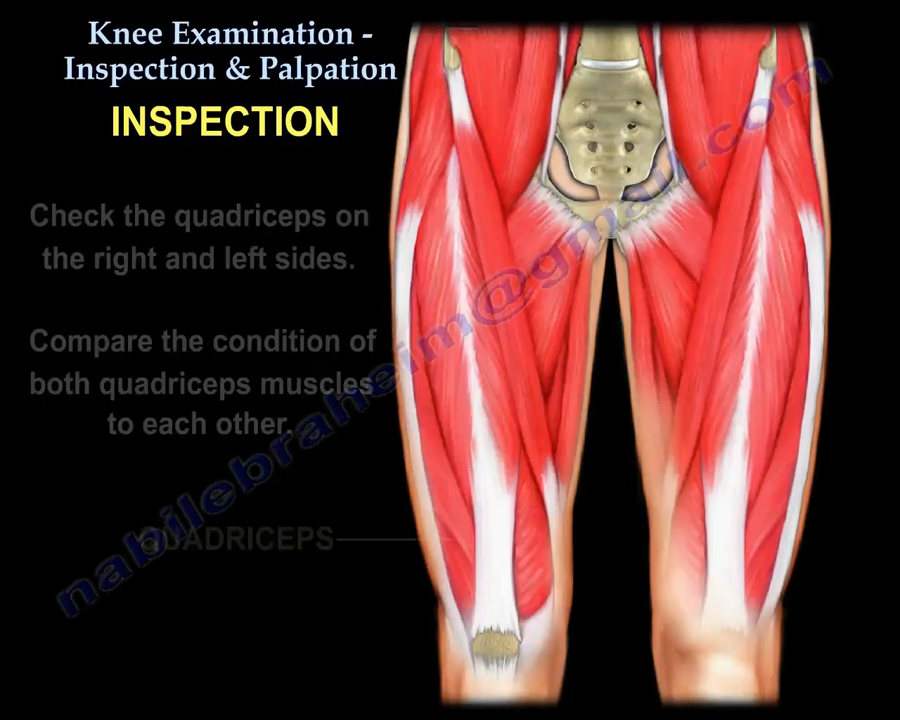 Knee Examination -
Inspection & Palpation
INSPECTION
Check the quadriceps on
the right and left sides.
Compare the condition of
both quadriceps muscles
to each other.
QUADRICEPS
nabilebraheim@gmail.com